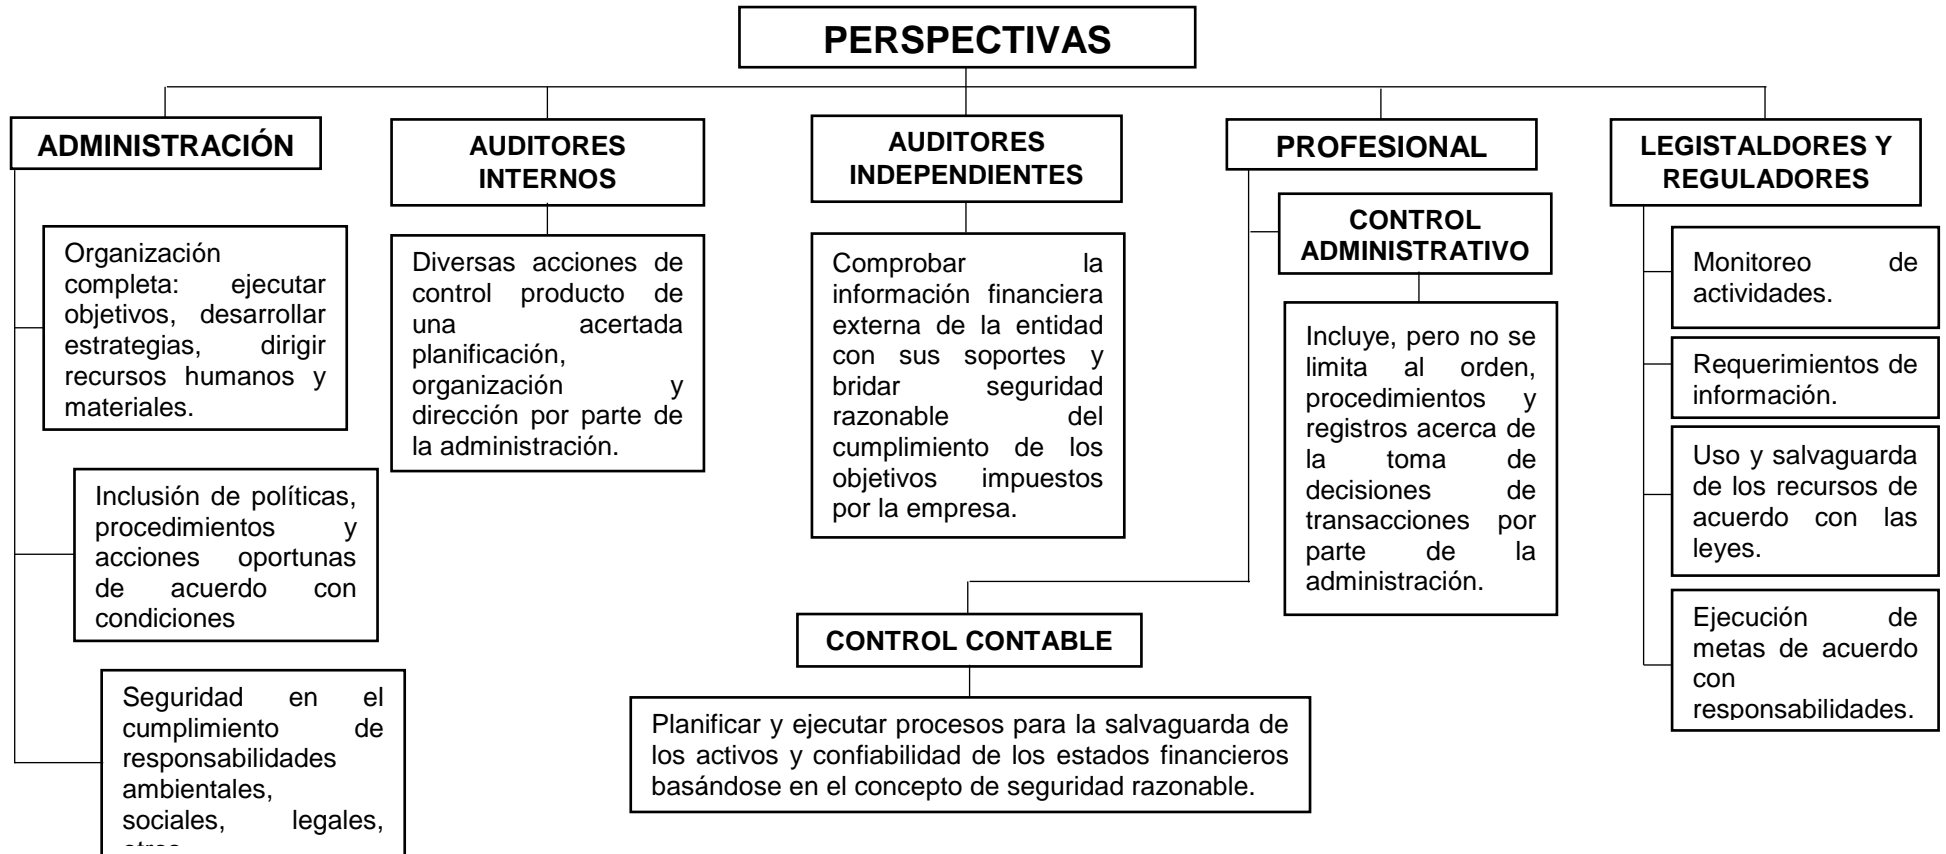 PERSPECTIVAS
ADMINISTRACIÓN
Organización
completa: ejecutar
objetivos, desarrollar
estrategias, dirigir
recursos humanos y
materiales.
Inclusión de políticas,
procedimientos y
acciones oportunas
de acuerdo con
condiciones
Seguridad en el
cumplimiento de
responsabilidades
ambientales,
sociales, legales,
AUDITORES
INTERNOS
Diversas acciones de
control producto de
una acertada
planificación,
organización y
dirección por parte de
la administración.
AUDITORES
INDEPENDIENTES
Comprobar la
información financiera
externa de la entidad
con sus soportes y
bridar seguridad
razonable del
cumplimiento de los
objetivos impuestos
por la empresa.
PROFESIONAL
CONTROL
ADMINISTRATIVO
Incluye, pero no se
limita al orden,
procedimientos y
registros acerca de
la toma de
decisiones de
transacciones por
parte de la
administración.
CONTROL CONTABLE
Planificar y ejecutar procesos para la salvaguarda de
los activos y confiabilidad de los estados financieros
basándose en el concepto de seguridad razonable.
LEGISTALDORES Y
REGULADORES
Monitoreo de
actividades.
Requerimientos de
información.
Uso y salvaguarda
de los recursos de
acuerdo con las
leyes.
Ejecución de
metas de acuerdo
con
responsabilidades.